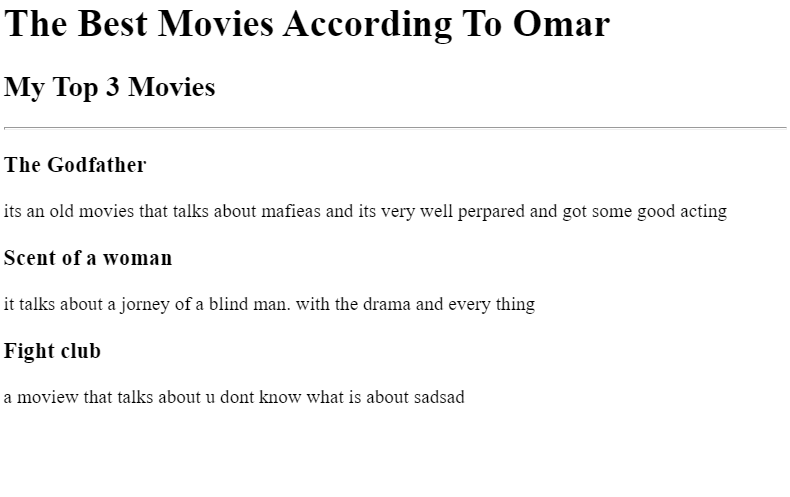 The Best Movies According To Omar
My Top 3 Movies
The Godfather
its an old movies that talks about mafieas and its very well perpared and got some good acting
Scent of a woman
it talks about a jorney of a blind man. with the drama and every thing
Fight club
a moview that talks about u dont know what is about sadsad